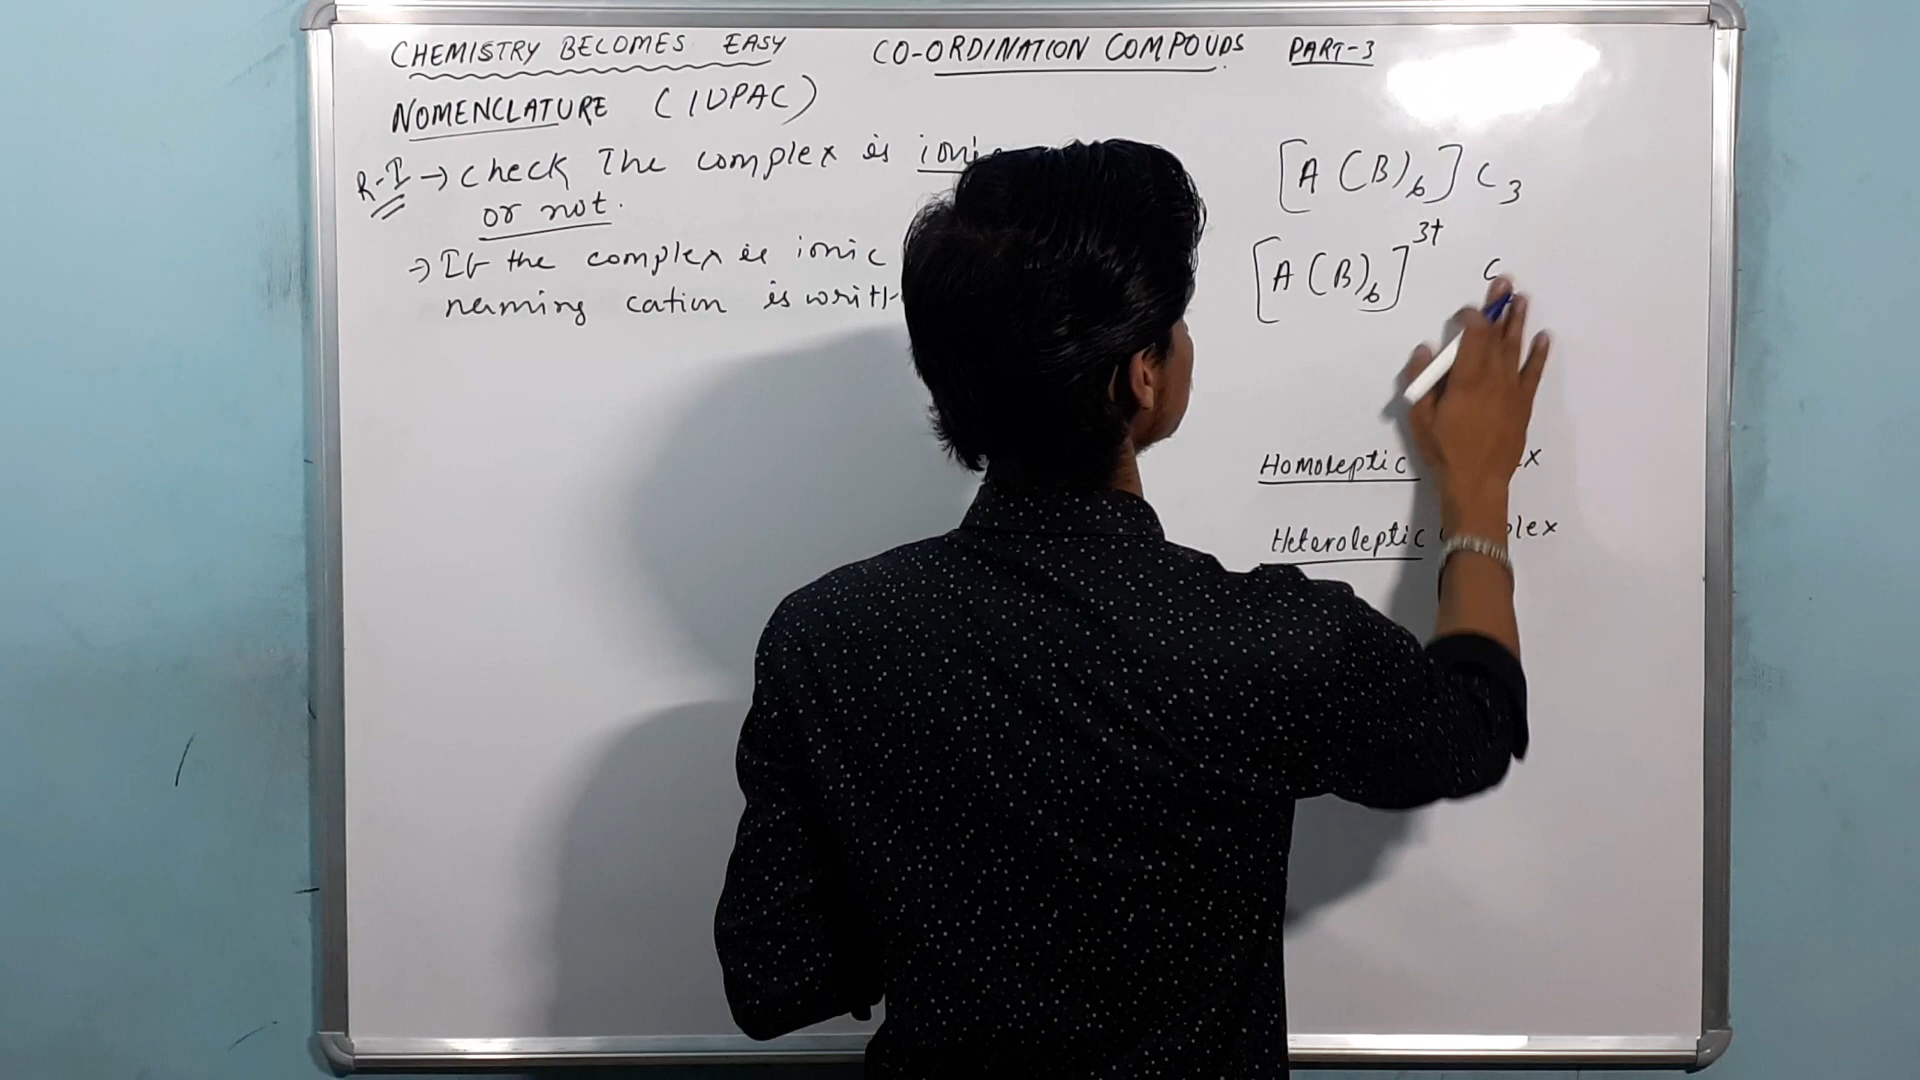 CHEMISTRY BECOMES EASY CO-ORDINATION COMPOUDS PART-3
NOMENCLATURE (IUPAC)
R-I → Check The complex is ionic
or not.
→ If the complex is ionic
naming cation is
[A(B)6]C3
[A(B)6]3+ C
Homoleptic
Heteroleptic